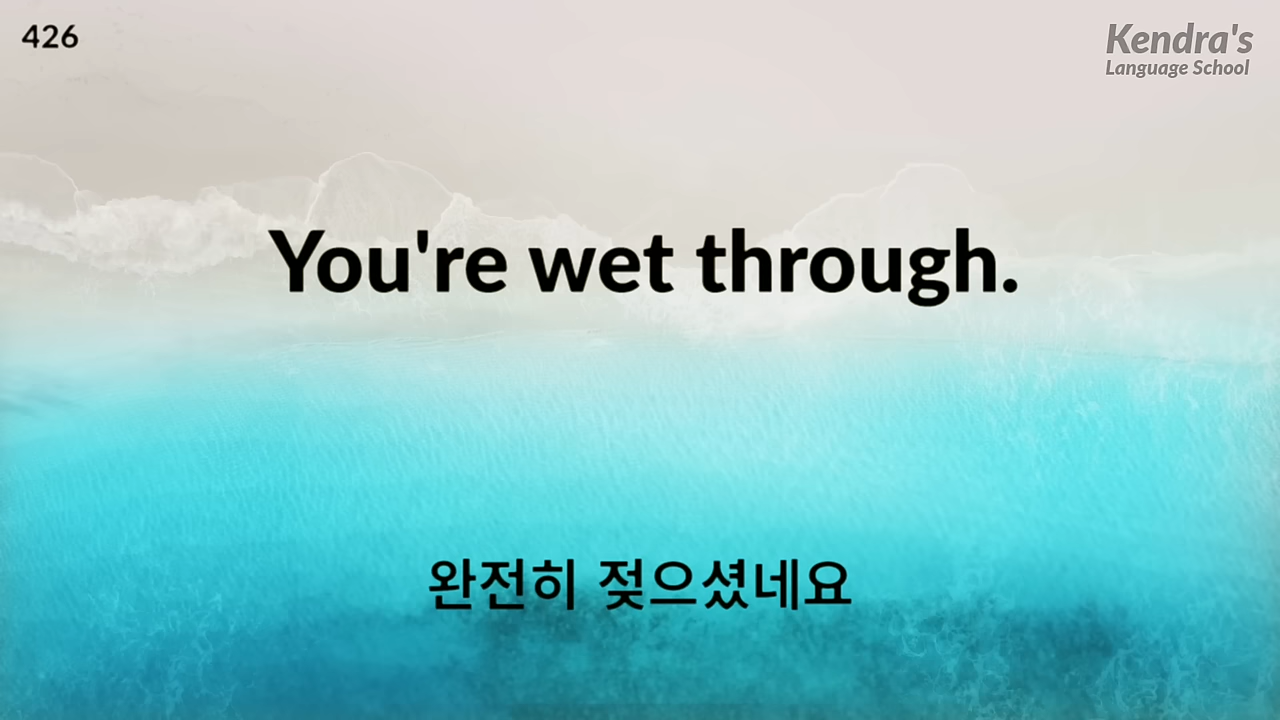 426
Kendra's
Language School
You're wet through.
완전히 젖으셨네요